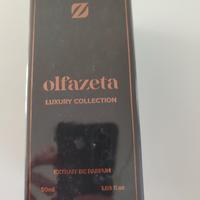 olfazeta
LUXURY COLLECTION
EXTRAIT DE PARFUM
50ml 1.69 fl.oz